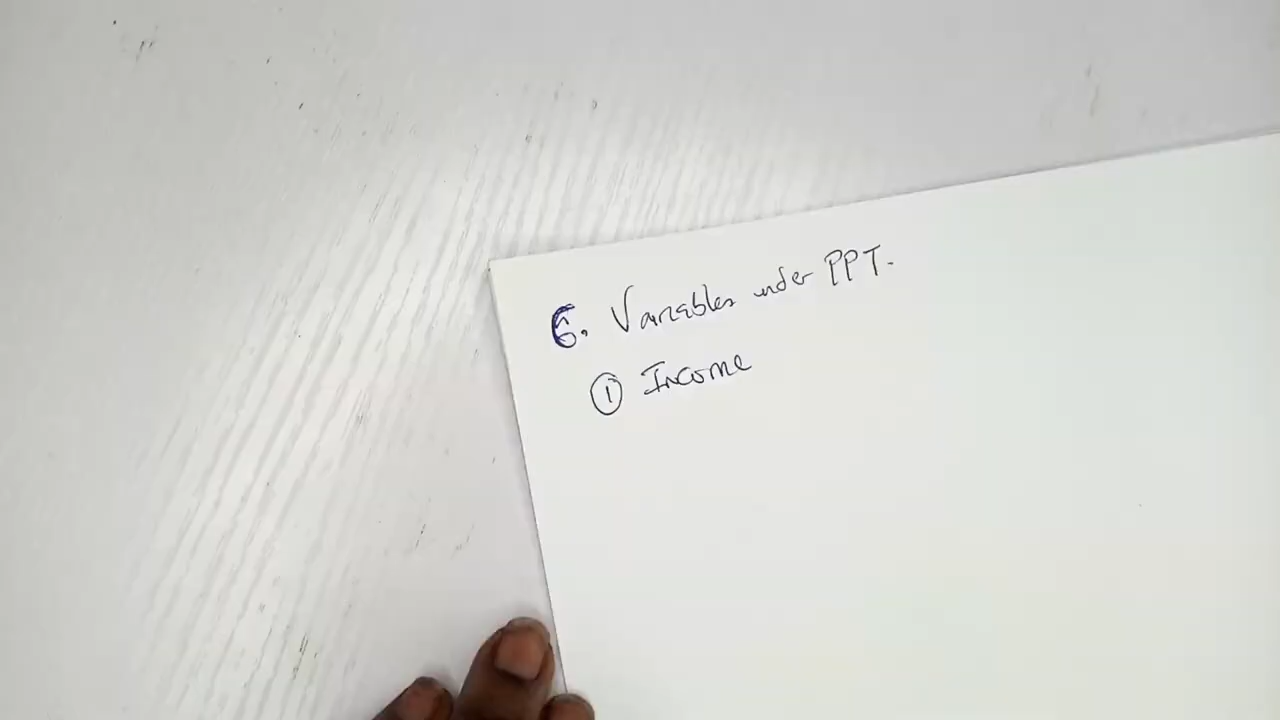 6. Variables under PPT.
① Income